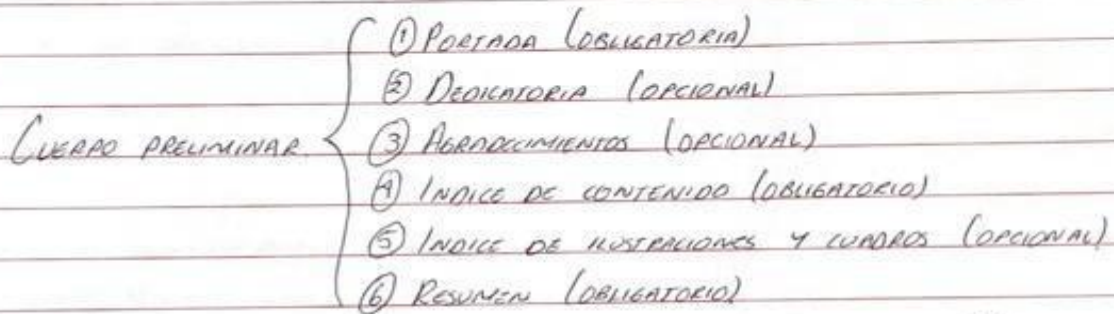 ① PORTADA (OBLIGATORIA)
② DEDICATORIA (OPCIONAL)
CUERPO PRELIMINAR
③ AGRADECIMIENTOS (OPCIONAL)
④ INDICE DE CONTENIDO (OBLIGATORIO)
⑤ INDICE DE ILUSTRACIONES Y CUADROS (OPCIONAL)
⑥ RESUMEN (OBLIGATORIO)